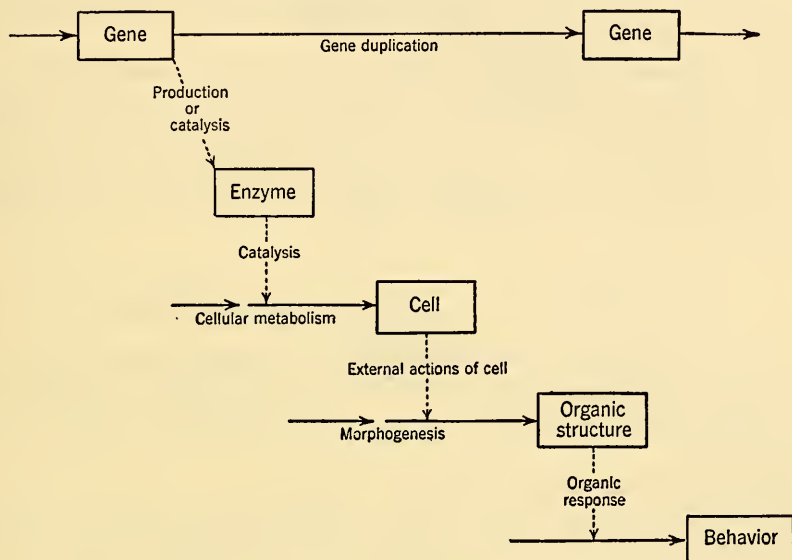 Gene
Gene
Gene duplication
Production
or
catalysis
Enzyme
Catalysis
Cell
Cellular metabolism
External actions of cell
Organic
structure
Morphogenesis
Organic
response
Behavior